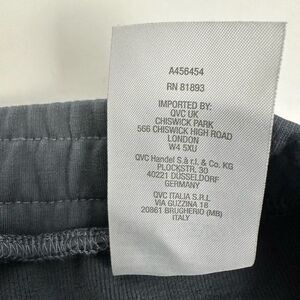 A456454
RN 81893
IMPORTED BY:
QVC UK
CHISWICK PARK
566 CHISWICK HIGH ROAD
LONDON
W4 5XU
QVC Handel S.à r.l. & Co. KG
PLOCKSTR. 30
40221 DÜSSELDORF
GERMANY
QVC ITALIA S.R.L
VIA GUZZINA 18
20861 BRUGHERIO (MB)
ITALY